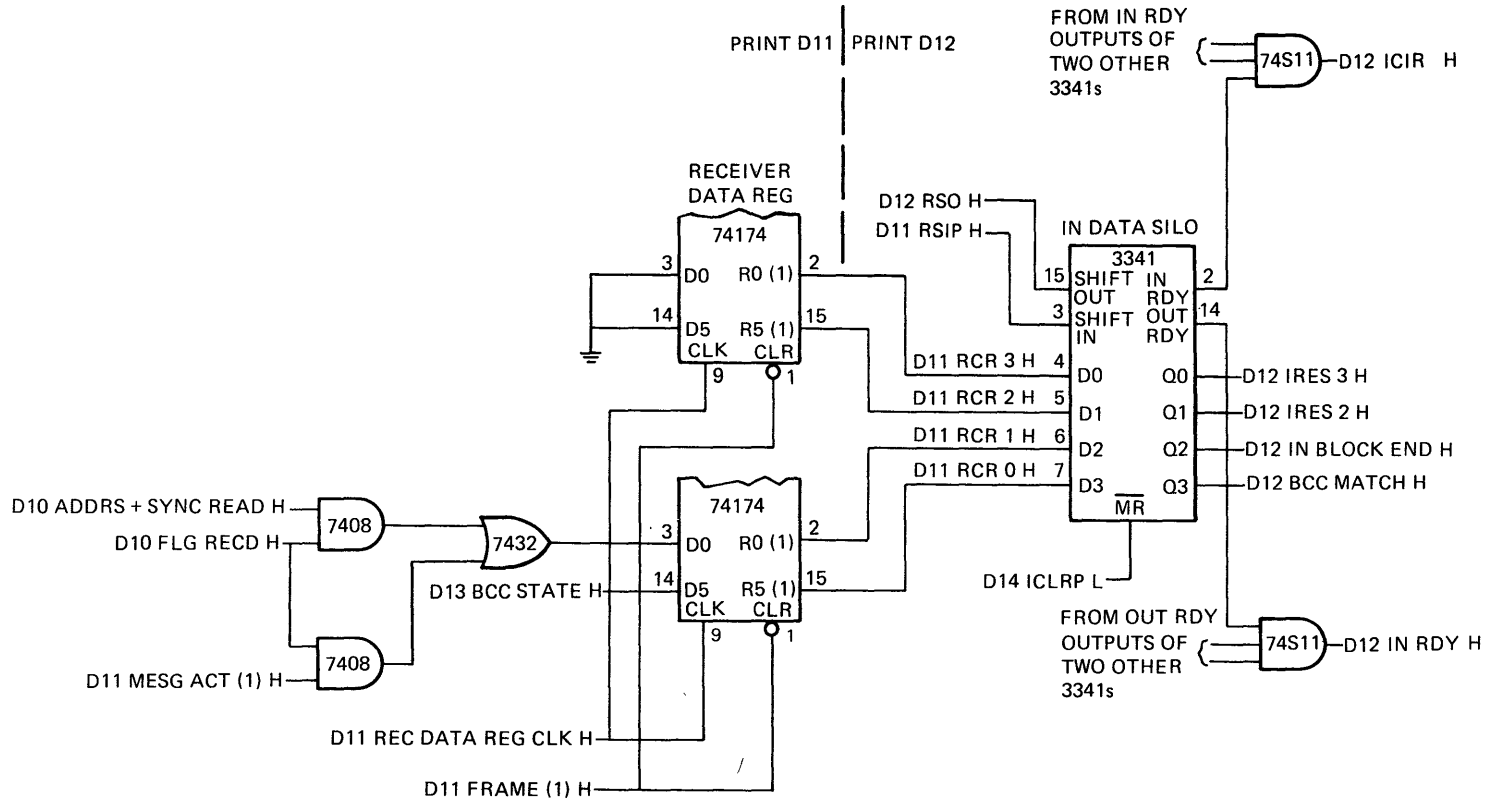 FROM IN RDY
OUTPUTS OF
TWO OTHER
3341s
74S11
D12 ICIR H
PRINT D11
PRINT D12
RECEIVER
DATA REG
74174
3
D0
R0 (1)
2
14
D5
R5 (1)
15
CLK
CLR
9
1
D12 RSO H
D11 RSIP H
IN DATA SILO
3341
15
SHIFT
OUT
IN
RDY
2
3
SHIFT
IN
OUT
RDY
14
D11 RCR 3 H
4
D0
Q0
D12 IRES 3 H
D11 RCR 2 H
5
D1
Q1
D12 IRES 2 H
D11 RCR 1 H
6
D2
Q2
D12 IN BLOCK END H
D11 RCR 0 H
7
D3
Q3
D12 BCC MATCH H
MR
D14 ICLRP L
D10 ADDRS + SYNC READ H
D10 FLG RECD H
7408
7432
74174
3
D0
R0 (1)
2
D13 BCC STATE H
14
D5
R5 (1)
15
CLK
CLR
9
1
7408
D11 MESG ACT (1) H
D11 REC DATA REG CLK H
D11 FRAME (1) H
FROM OUT RDY
OUTPUTS OF
TWO OTHER
3341s
74S11
D12 IN RDY H